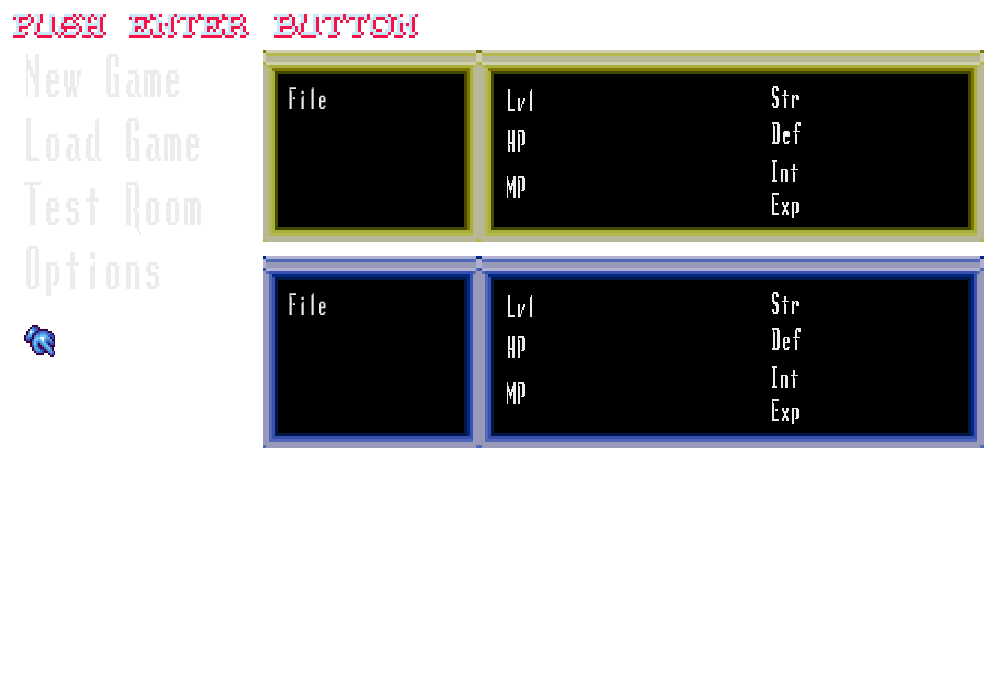 PUSH ENTER BUTTON
New Game
Load Game
Test Room
Options
File
Lvl
HP
MP
Str
Def
Int
Exp
File
Lvl
HP
MP
Str
Def
Int
Exp